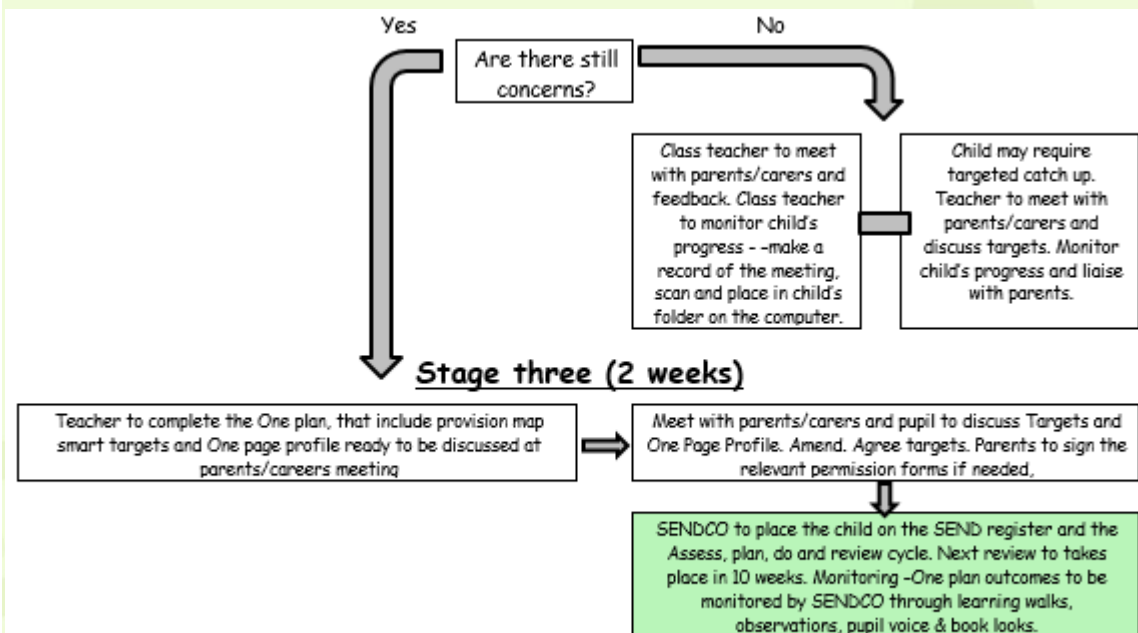 Yes
No
Are there still
concerns?
Class teacher to meet
with parents/carers and
feedback. Class teacher
to monitor child's
progress - -make a
record of the meeting,
scan and place in child's
folder on the computer.
Child may require
targeted catch up.
Teacher to meet with
parents/carers and
discuss targets. Monitor
child's progress and liaise
with parents.
Stage three (2 weeks)
Teacher to complete the One plan, that include provision map
smart targets and One page profile ready to be discussed at
parents/careers meeting
Meet with parents/carers and pupil to discuss Targets and
One Page Profile. Amend. Agree targets. Parents to sign the
relevant permission forms if needed,
SENDCO to place the child on the SEND register and the
Assess, plan, do and review cycle. Next review to takes
place in 10 weeks. Monitoring -One plan outcomes to be
monitored by SENDCO through learning walks,
observations, pupil voice & book looks.